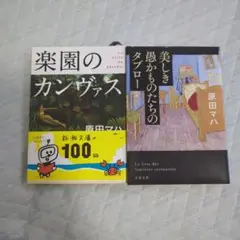 楽園の
カンヴァス
原田マハ
新潮文庫の
100冊
美しき
愚かものたちの
タブロー
原田マハ